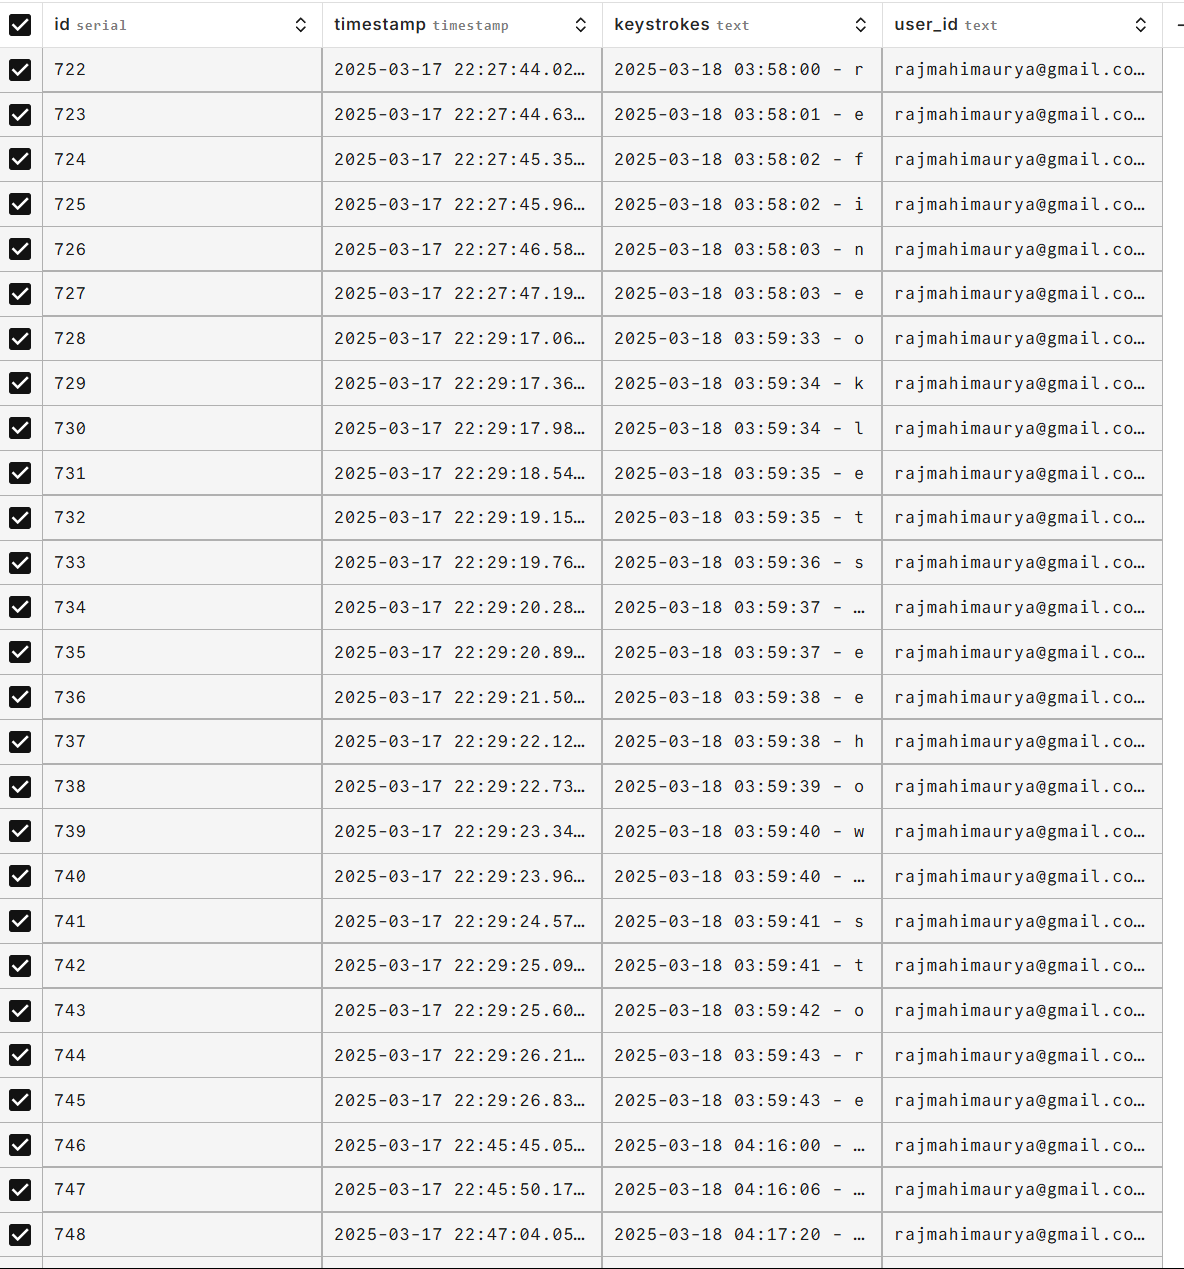 id serial timestamp timestamp keystrokes text user_id text
722 2025-03-17 22:27:44.02… 2025-03-18 03:58:00 - r rajmahimaurya@gmail.co…
723 2025-03-17 22:27:44.63… 2025-03-18 03:58:01 - e rajmahimaurya@gmail.co…
724 2025-03-17 22:27:45.35… 2025-03-18 03:58:02 - f rajmahimaurya@gmail.co…
725 2025-03-17 22:27:45.96… 2025-03-18 03:58:02 - i rajmahimaurya@gmail.co…
726 2025-03-17 22:27:46.58… 2025-03-18 03:58:03 - n rajmahimaurya@gmail.co…
727 2025-03-17 22:27:47.19… 2025-03-18 03:58:03 - e rajmahimaurya@gmail.co…
728 2025-03-17 22:29:17.06… 2025-03-18 03:59:33 - o rajmahimaurya@gmail.co…
729 2025-03-17 22:29:17.36… 2025-03-18 03:59:34 - k rajmahimaurya@gmail.co…
730 2025-03-17 22:29:17.98… 2025-03-18 03:59:34 - l rajmahimaurya@gmail.co…
731 2025-03-17 22:29:18.54… 2025-03-18 03:59:35 - e rajmahimaurya@gmail.co…
732 2025-03-17 22:29:19.15… 2025-03-18 03:59:35 - t rajmahimaurya@gmail.co…
733 2025-03-17 22:29:19.76… 2025-03-18 03:59:36 - s rajmahimaurya@gmail.co…
734 2025-03-17 22:29:20.28… 2025-03-18 03:59:37 - … rajmahimaurya@gmail.co…
735 2025-03-17 22:29:20.89… 2025-03-18 03:59:37 - e rajmahimaurya@gmail.co…
736 2025-03-17 22:29:21.50… 2025-03-18 03:59:38 - e rajmahimaurya@gmail.co…
737 2025-03-17 22:29:22.12… 2025-03-18 03:59:38 - h rajmahimaurya@gmail.co…
738 2025-03-17 22:29:22.73… 2025-03-18 03:59:39 - o rajmahimaurya@gmail.co…
739 2025-03-17 22:29:23.34… 2025-03-18 03:59:40 - w rajmahimaurya@gmail.co…
740 2025-03-17 22:29:23.96… 2025-03-18 03:59:40 - … rajmahimaurya@gmail.co…
741 2025-03-17 22:29:24.57… 2025-03-18 03:59:41 - s rajmahimaurya@gmail.co…
742 2025-03-17 22:29:25.09… 2025-03-18 03:59:41 - t rajmahimaurya@gmail.co…
743 2025-03-17 22:29:25.60… 2025-03-18 03:59:42 - o rajmahimaurya@gmail.co…
744 2025-03-17 22:29:26.21… 2025-03-18 03:59:43 - r rajmahimaurya@gmail.co…
745 2025-03-17 22:29:26.83… 2025-03-18 03:59:43 - e rajmahimaurya@gmail.co…
746 2025-03-17 22:45:45.05… 2025-03-18 04:16:00 - … rajmahimaurya@gmail.co…
747 2025-03-17 22:45:50.17… 2025-03-18 04:16:06 - … rajmahimaurya@gmail.co…
748 2025-03-17 22:47:04.05… 2025-03-18 04:17:20 - … rajmahimaurya@gmail.co…